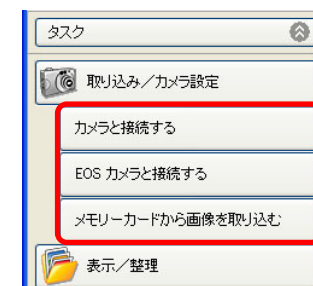 タスク
取り込み／カメラ設定
カメラと接続する
EOS カメラと接続する
メモリーカードから画像を取り込む
表示／整理